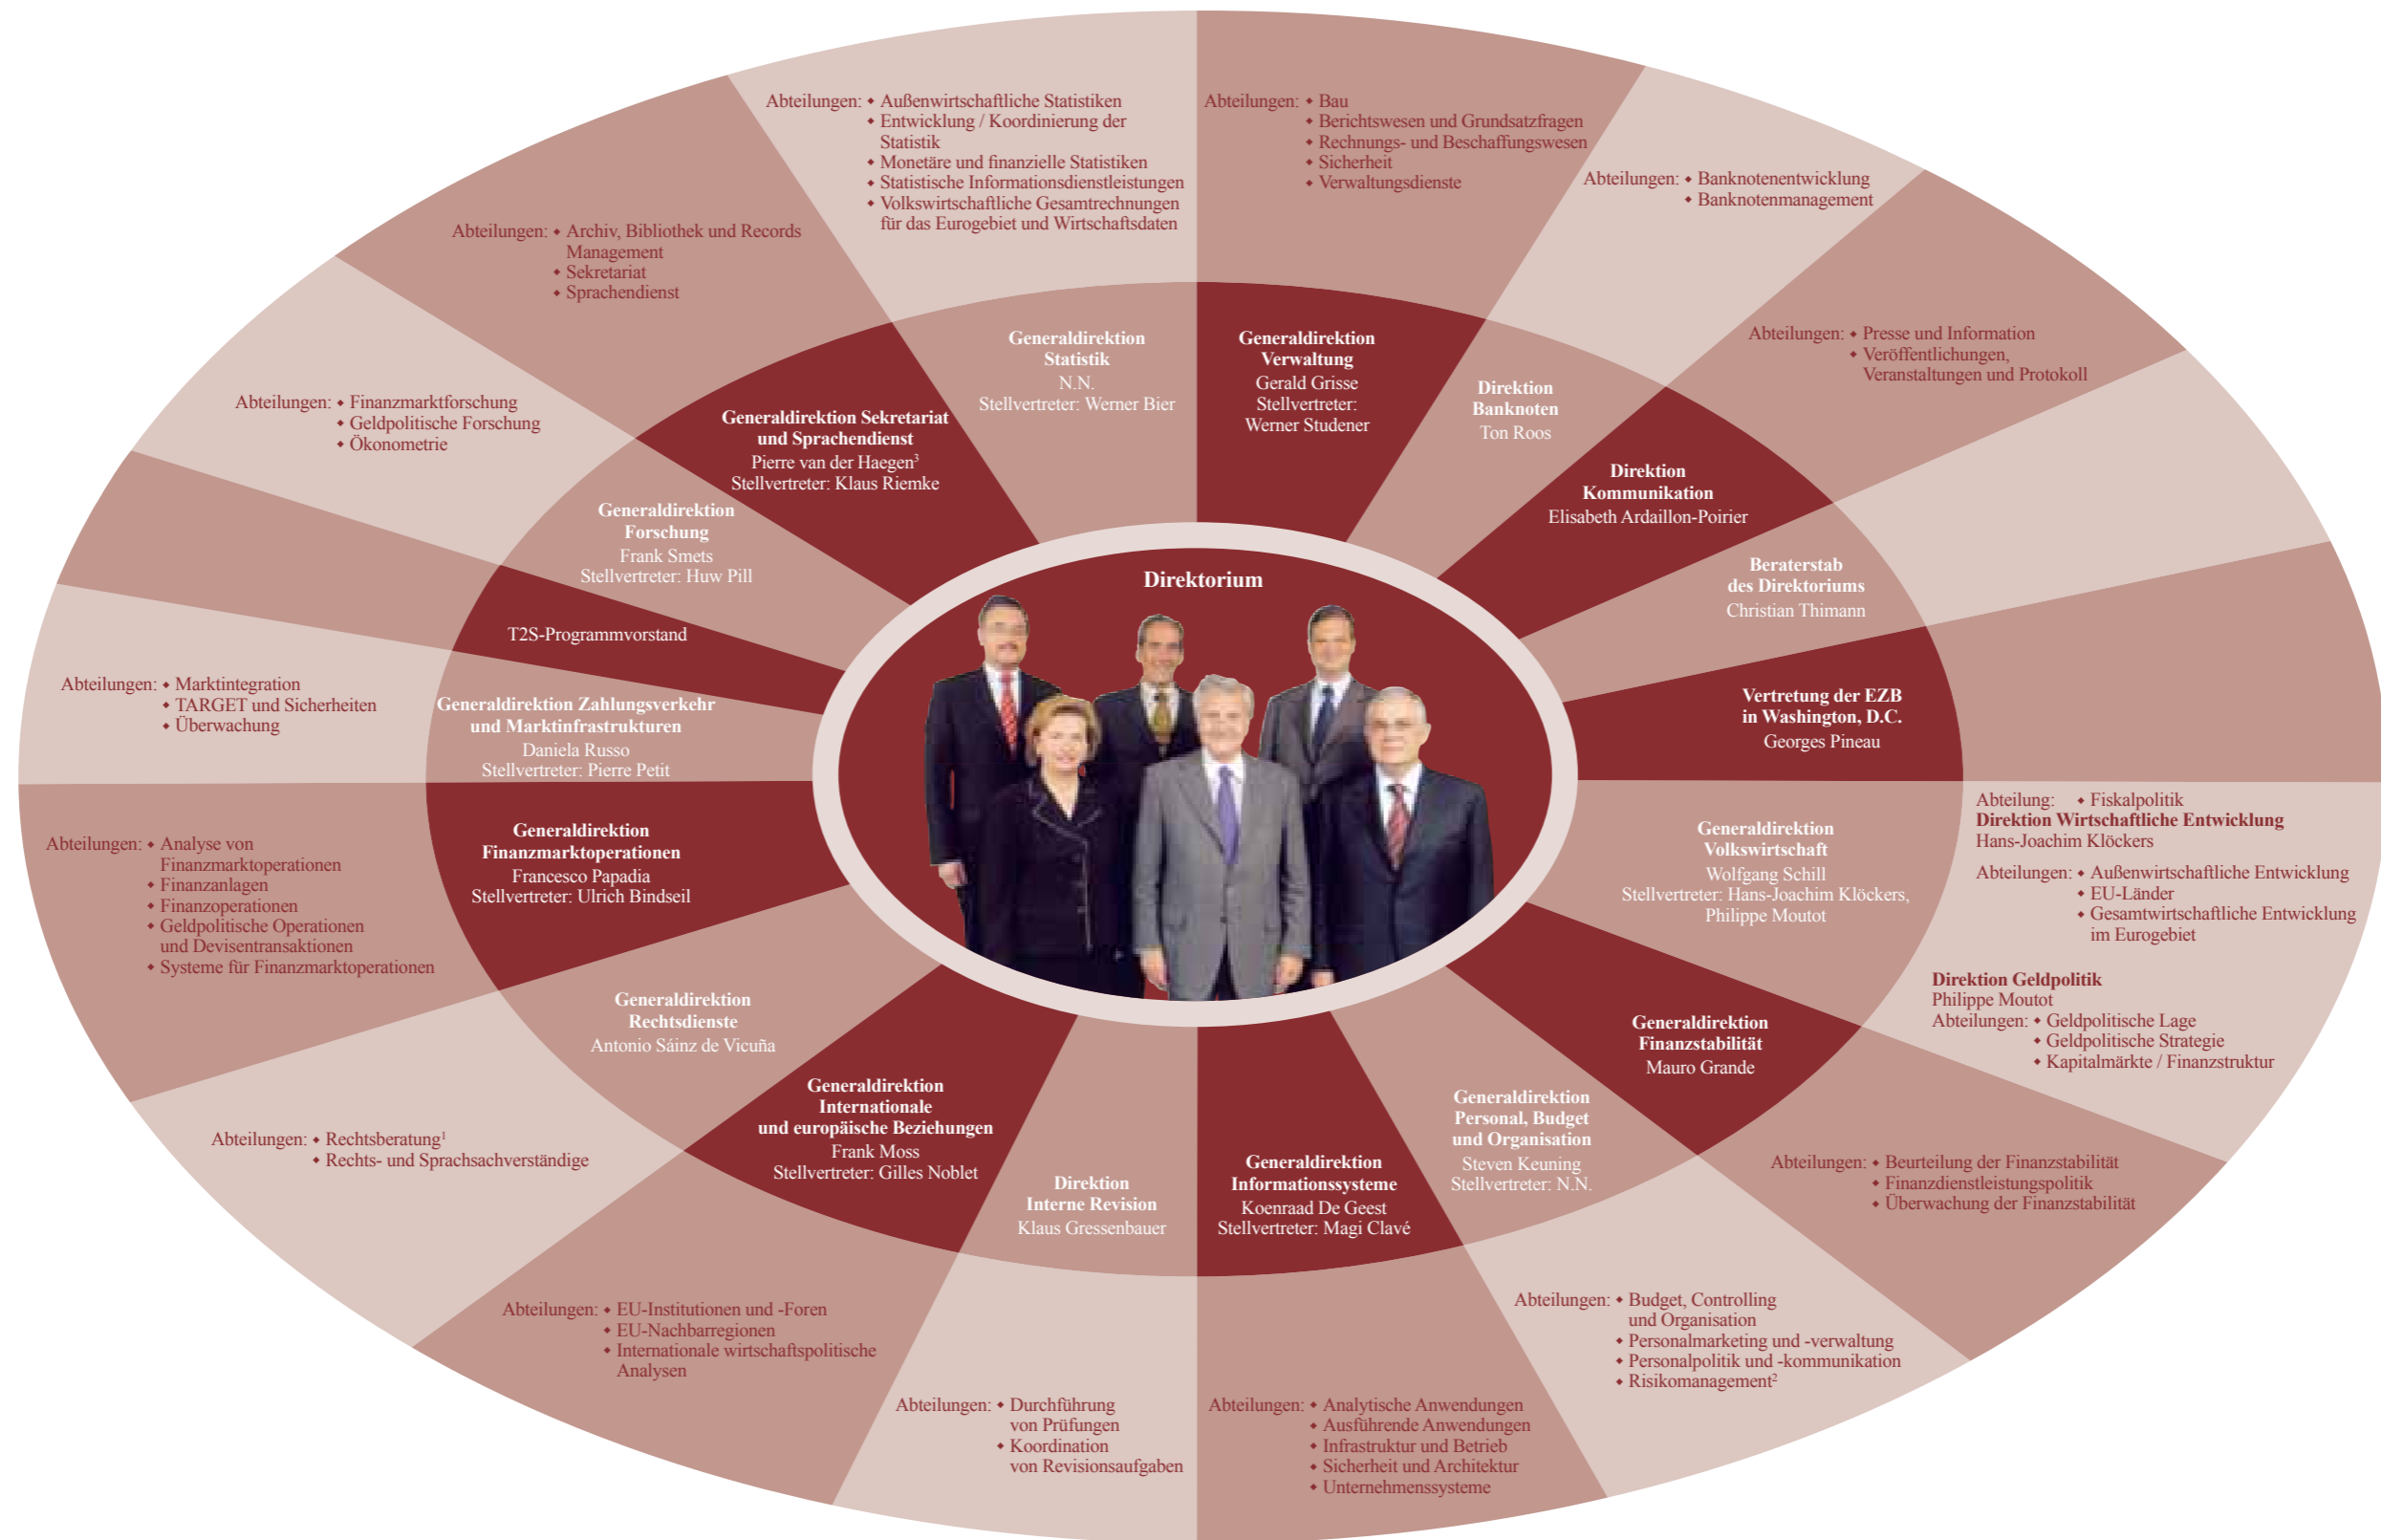 Abteilungen: ◆ Außenwirtschaftliche Statistiken
◆ Entwicklung / Koordinierung der
Statistik
◆ Monetäre und finanzielle Statistiken
◆ Statistische Informationsdienstleistungen
◆ Volkswirtschaftliche Gesamtrechnungen
für das Eurogebiet und Wirtschaftsdaten
Abteilungen: ◆ Bau
◆ Berichtswesen und Grundsatzfragen
◆ Rechnungs- und Beschaffungswesen
◆ Sicherheit
◆ Verwaltungsdienste
Abteilungen: ◆ Banknotenentwicklung
◆ Banknotenmanagement
Abteilungen: ◆ Archiv, Bibliothek und Records
Management
◆ Sekretariat
◆ Sprachendienst
Abteilungen: ◆ Presse und Information
◆ Veröffentlichungen,
Veranstaltungen und Protokoll
Abteilungen: ◆ Finanzmarktforschung
◆ Geldpolitische Forschung
◆ Ökonometrie
Generaldirektion
Statistik
N.N.
Stellvertreter: Werner Bier
Generaldirektion
Verwaltung
Gerald Grisse
Stellvertreter:
Werner Studener
Direktion
Banknoten
Ton Roos
Generaldirektion Sekretariat
und Sprachendienst
Pierre van der Haegen³
Stellvertreter: Klaus Riemke
Direktion
Kommunikation
Elisabeth Ardaillon-Poirier
Generaldirektion
Forschung
Frank Smets
Stellvertreter: Huw Pill
Beraterstab
des Direktoriums
Christian Thimann
Direktorium
T2S-Programmvorstand
Abteilungen: ◆ Marktintegration
◆ TARGET und Sicherheiten
◆ Überwachung
Generaldirektion Zahlungsverkehr
und Marktinfrastrukturen
Daniela Russo
Stellvertreter: Pierre Petit
Vertretung der EZB
in Washington, D.C.
Georges Pineau
Abteilungen: ◆ Analyse von
Finanzmarktoperationen
◆ Finanzanlagen
◆ Finanzoperationen
◆ Geldpolitische Operationen
und Devisentransaktionen
◆ Systeme für Finanzmarktoperationen
Generaldirektion
Finanzmarktoperationen
Francesco Papadia
Stellvertreter: Ulrich Bindseil
Generaldirektion
Volkswirtschaft
Wolfgang Schill
Stellvertreter: Hans-Joachim Klöckers,
Philippe Moutot
Abteilung: ◆ Fiskalpolitik
Direktion Wirtschaftliche Entwicklung
Hans-Joachim Klöckers
Abteilungen: ◆ Außenwirtschaftliche Entwicklung
◆ EU-Länder
◆ Gesamtwirtschaftliche Entwicklung
im Eurogebiet
Direktion Geldpolitik
Philippe Moutot
Abteilungen: ◆ Geldpolitische Lage
◆ Geldpolitische Strategie
◆ Kapitalmärkte / Finanzstruktur
Generaldirektion
Rechtsdienste
Antonio Sáinz de Vicuña
Generaldirektion
Finanzstabilität
Mauro Grande
Generaldirektion
Internationale
und europäische Beziehungen
Frank Moss
Stellvertreter: Gilles Noblet
Generaldirektion
Personal, Budget
und Organisation
Steven Keuning
Stellvertreter: N.N.
Abteilungen: ◆ Rechtsberatung¹
◆ Rechts- und Sprachsachverständige
Direktion
Interne Revision
Klaus Gressenbauer
Generaldirektion
Informationssysteme
Koenraad De Geest
Stellvertreter: Magi Clavé
Abteilungen: ◆ Beurteilung der Finanzstabilität
◆ Finanzdienstleistungspolitik
◆ Überwachung der Finanzstabilität
Abteilungen: ◆ EU-Institutionen und -Foren
◆ EU-Nachbarregionen
◆ Internationale wirtschaftspolitische
Analysen
Abteilungen: ◆ Budget, Controlling
und Organisation
◆ Personalmarketing und -verwaltung
◆ Personalpolitik und -kommunikation
◆ Risikomanagement²
Abteilungen: ◆ Durchführung
von Prüfungen
◆ Koordination
von Revisionsaufgaben
Abteilungen: ◆ Analytische Anwendungen
◆ Ausführende Anwendungen
◆ Infrastruktur und Betrieb
◆ Sicherheit und Architektur
◆ Unternehmenssysteme